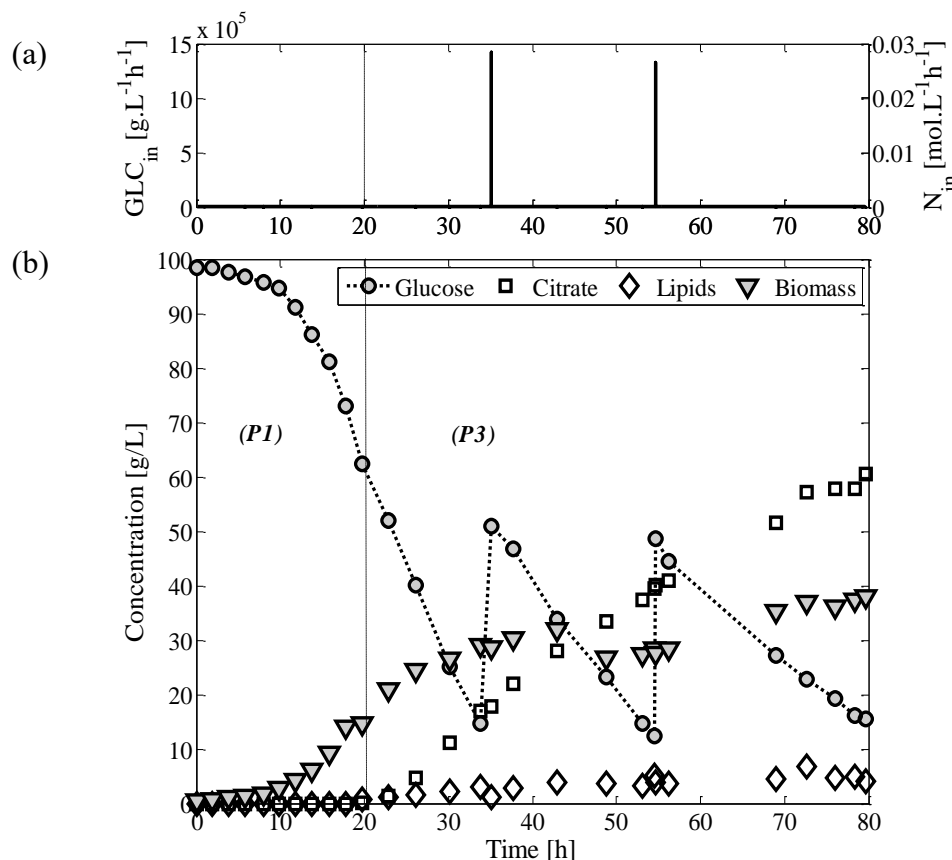 (a)
x 10^5
GLC_in [g.L^-1h^-1]
15
10
5
0
0 10 20 30 40 50 60 70 80
0.03
0.02
0.01
0
N_in [mol.L^-1h^-1]
(b)
Concentration [g/L]
100
90
80
70
60
50
40
30
20
10
0
Glucose Citrate Lipids Biomass
(P1) (P3)
0 10 20 30 40 50 60 70 80
Time [h]